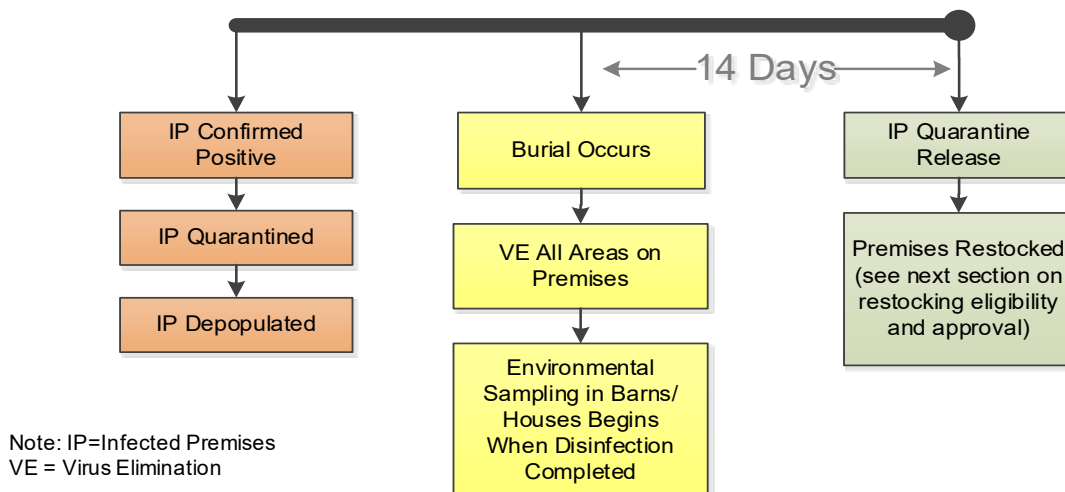 14 Days
IP Confirmed
Positive
IP Quarantined
IP Depopulated
Burial Occurs
VE All Areas on
Premises
Environmental
Sampling in Barns/
Houses Begins
When Disinfection
Completed
IP Quarantine
Release
Premises Restocked
(see next section on
restocking eligibility
and approval)
Note: IP=Infected Premises
VE = Virus Elimination